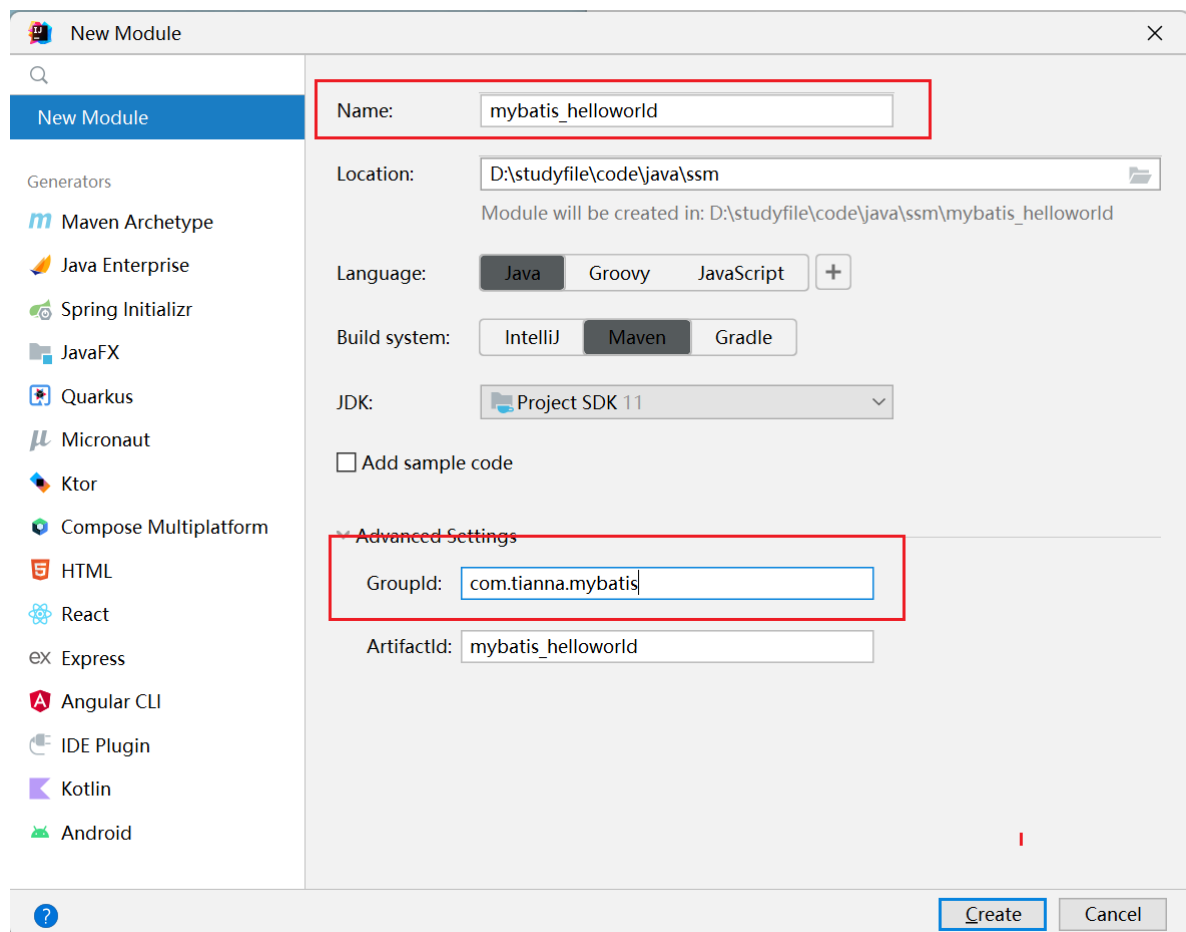 New Module
New Module
Generators
Maven Archetype
Java Enterprise
Spring Initializr
JavaFX
Quarkus
Micronaut
Ktor
Compose Multiplatform
HTML
React
Express
Angular CLI
IDE Plugin
Kotlin
Android
Name: mybatis_helloworld
Location: D:\studyfile\code\java\ssm
Module will be created in: D:\studyfile\code\java\ssm\mybatis_helloworld
Language: Java Groovy JavaScript +
Build system: IntelliJ Maven Gradle
JDK: Project SDK 11
Add sample code
Advanced Settings
GroupId: com.tianna.mybatis
ArtifactId: mybatis_helloworld
? Create Cancel